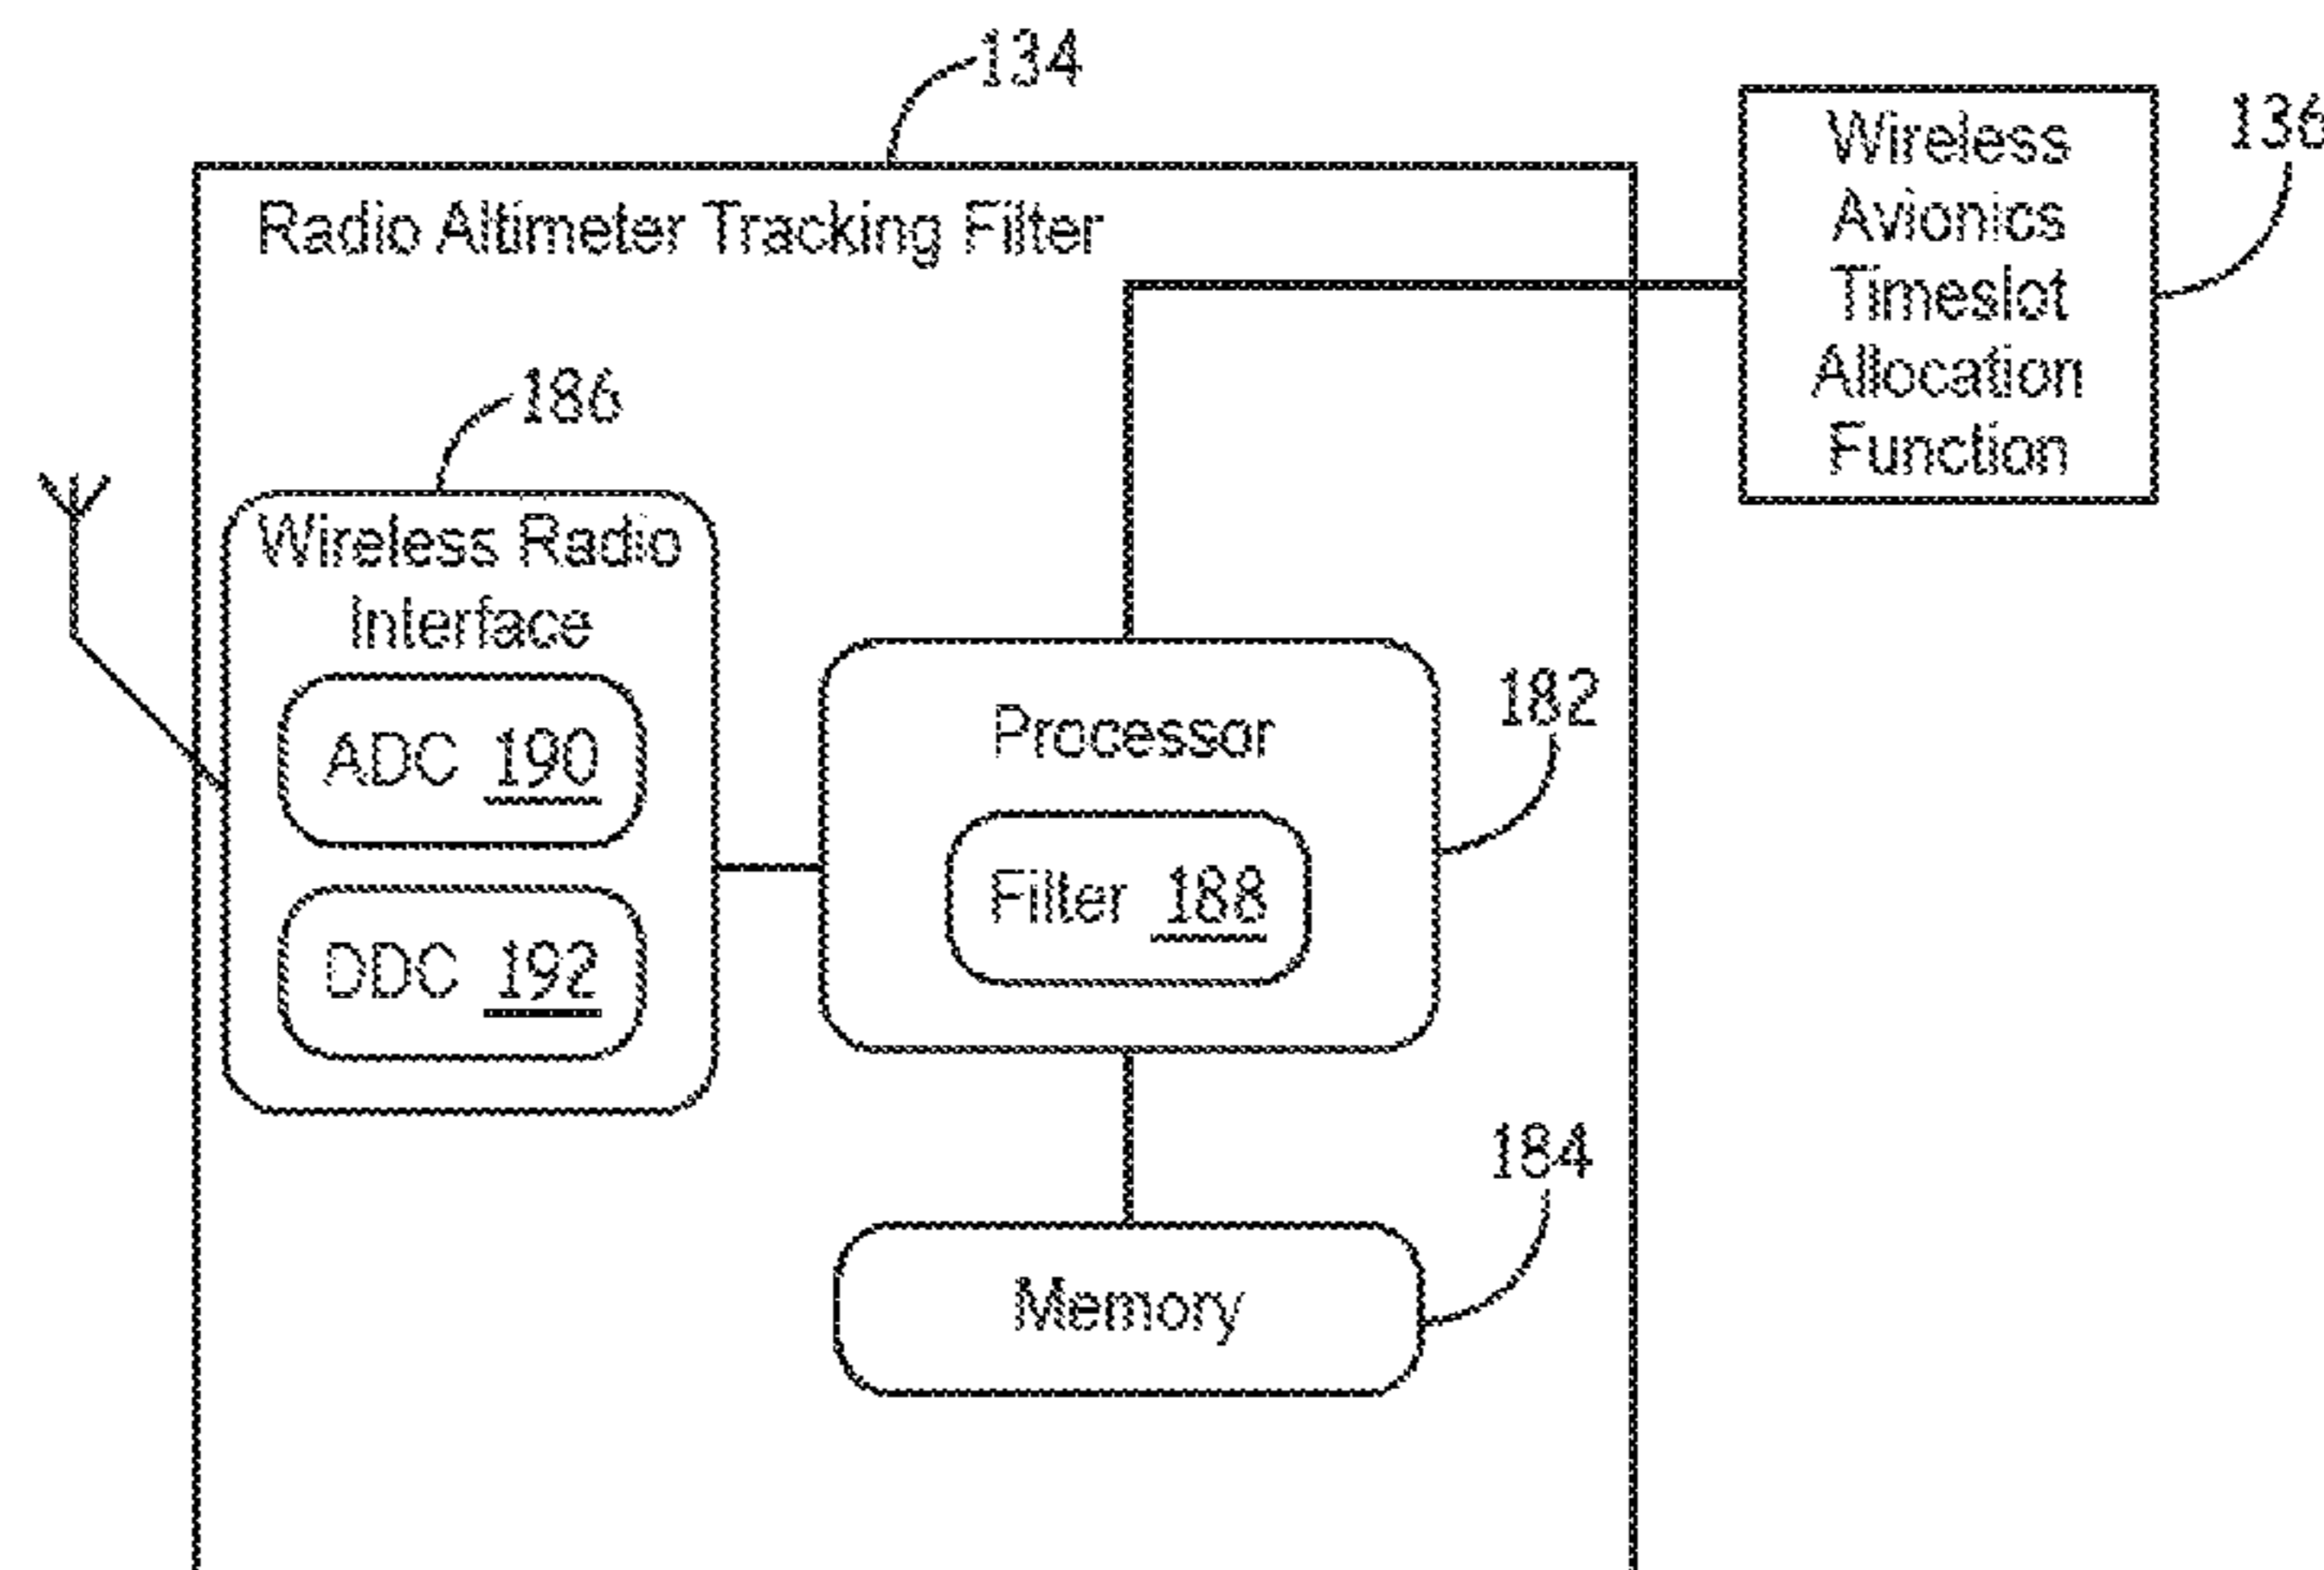 134
Wireless
Avionics
Timeslot
Allocation
Function
136
Radio Altimeter Tracking Filter
186
Wireless Radio
Interface
ADC 190
DDC 192
Processor
Filter 188
182
184
Memory